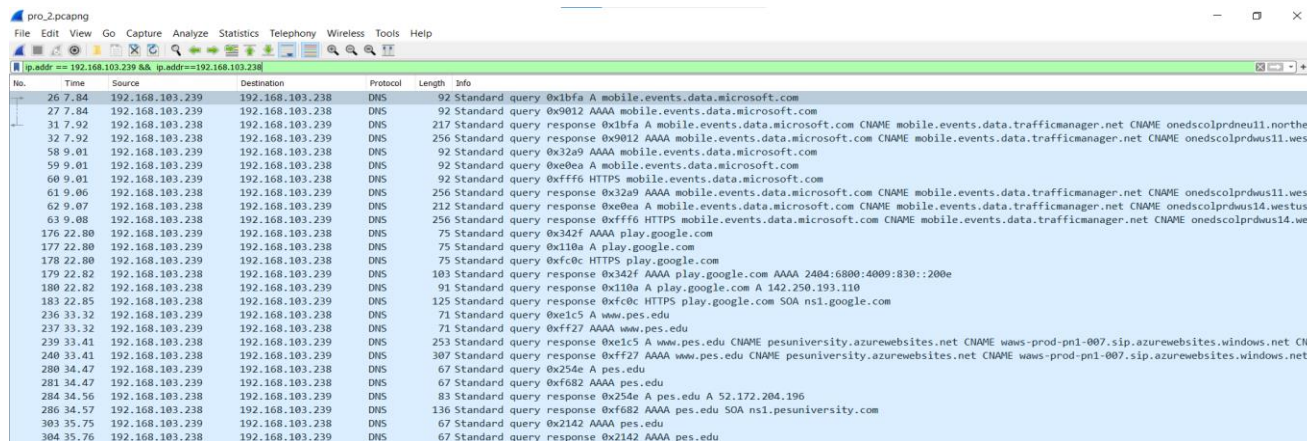 pro_2.pcapng
File Edit View Go Capture Analyze Statistics Telephony Wireless Tools Help
ip.addr == 192.168.103.239 && ip.addr==192.168.103.238
No. Time Source Destination Protocol Length Info
26 7.84 192.168.103.239 192.168.103.238 DNS 92 Standard query 0x1bfa A mobile.events.data.microsoft.com
27 7.84 192.168.103.239 192.168.103.238 DNS 92 Standard query 0x9012 AAAA mobile.events.data.microsoft.com
31 7.92 192.168.103.238 192.168.103.239 DNS 217 Standard query response 0x1bfa A mobile.events.data.microsoft.com CNAME mobile.events.data.trafficmanager.net CNAME onedscolprdneu11.northe
32 7.92 192.168.103.238 192.168.103.239 DNS 256 Standard query response 0x9012 AAAA mobile.events.data.microsoft.com CNAME mobile.events.data.trafficmanager.net CNAME onedscolprdwus11.wes
58 9.01 192.168.103.239 192.168.103.238 DNS 92 Standard query 0x32a9 AAAA mobile.events.data.microsoft.com
59 9.01 192.168.103.239 192.168.103.238 DNS 92 Standard query 0xe0ea A mobile.events.data.microsoft.com
60 9.01 192.168.103.239 192.168.103.238 DNS 92 Standard query 0xfff6 HTTPS mobile.events.data.microsoft.com
61 9.06 192.168.103.238 192.168.103.239 DNS 256 Standard query response 0x32a9 AAAA mobile.events.data.microsoft.com CNAME mobile.events.data.trafficmanager.net CNAME onedscolprdwus11.wes
62 9.07 192.168.103.238 192.168.103.239 DNS 212 Standard query response 0xe0ea A mobile.events.data.microsoft.com CNAME mobile.events.data.trafficmanager.net CNAME onedscolprdwus14.westus
63 9.08 192.168.103.238 192.168.103.239 DNS 256 Standard query response 0xfff6 HTTPS mobile.events.data.microsoft.com CNAME mobile.events.data.trafficmanager.net CNAME onedscolprdwus14.we
176 22.80 192.168.103.239 192.168.103.238 DNS 75 Standard query 0x342f AAAA play.google.com
177 22.80 192.168.103.239 192.168.103.238 DNS 75 Standard query 0x110a A play.google.com
178 22.80 192.168.103.239 192.168.103.238 DNS 75 Standard query 0xfc0c HTTPS play.google.com
179 22.82 192.168.103.238 192.168.103.239 DNS 103 Standard query response 0x342f AAAA play.google.com AAAA 2404:6800:4009:830::200e
180 22.82 192.168.103.238 192.168.103.239 DNS 91 Standard query response 0x110a A play.google.com A 142.250.193.110
183 22.85 192.168.103.238 192.168.103.239 DNS 125 Standard query response 0xfc0c HTTPS play.google.com SOA ns1.google.com
236 33.32 192.168.103.239 192.168.103.238 DNS 71 Standard query 0xe1c5 A www.pes.edu
237 33.32 192.168.103.239 192.168.103.238 DNS 71 Standard query 0xff27 AAAA www.pes.edu
239 33.41 192.168.103.238 192.168.103.239 DNS 253 Standard query response 0xe1c5 A www.pes.edu CNAME pesuniversity.azurewebsites.net CNAME waws-prod-pn1-007.sip.azurewebsites.windows.net CN
240 33.41 192.168.103.238 192.168.103.239 DNS 307 Standard query response 0xff27 AAAA www.pes.edu CNAME pesuniversity.azurewebsites.net CNAME waws-prod-pn1-007.sip.azurewebsites.windows.net
280 34.47 192.168.103.239 192.168.103.238 DNS 67 Standard query 0x254e A pes.edu
281 34.47 192.168.103.239 192.168.103.238 DNS 67 Standard query 0xf682 AAAA pes.edu
284 34.56 192.168.103.238 192.168.103.239 DNS 83 Standard query response 0x254e A pes.edu A 52.172.204.196
286 34.57 192.168.103.238 192.168.103.239 DNS 136 Standard query response 0xf682 AAAA pes.edu SOA ns1.pesuniversity.com
303 35.75 192.168.103.239 192.168.103.238 DNS 67 Standard query 0x2142 AAAA pes.edu
304 35.76 192.168.103.238 192.168.103.239 DNS 67 Standard query response 0x2142 AAAA pes.edu